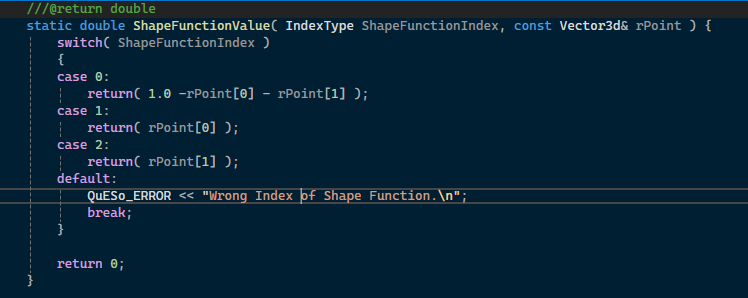 ///@return double
static double ShapeFunctionValue( IndexType ShapeFunctionIndex, const Vector3d& rPoint ) {
    switch( ShapeFunctionIndex )
    {
    case 0:
        return( 1.0 -rPoint[0] - rPoint[1] );
    case 1:
        return( rPoint[0] );
    case 2:
        return( rPoint[1] );
    default:
        QuESo_ERROR << "Wrong Index of Shape Function.\n";
        break;
    }

    return 0;
}